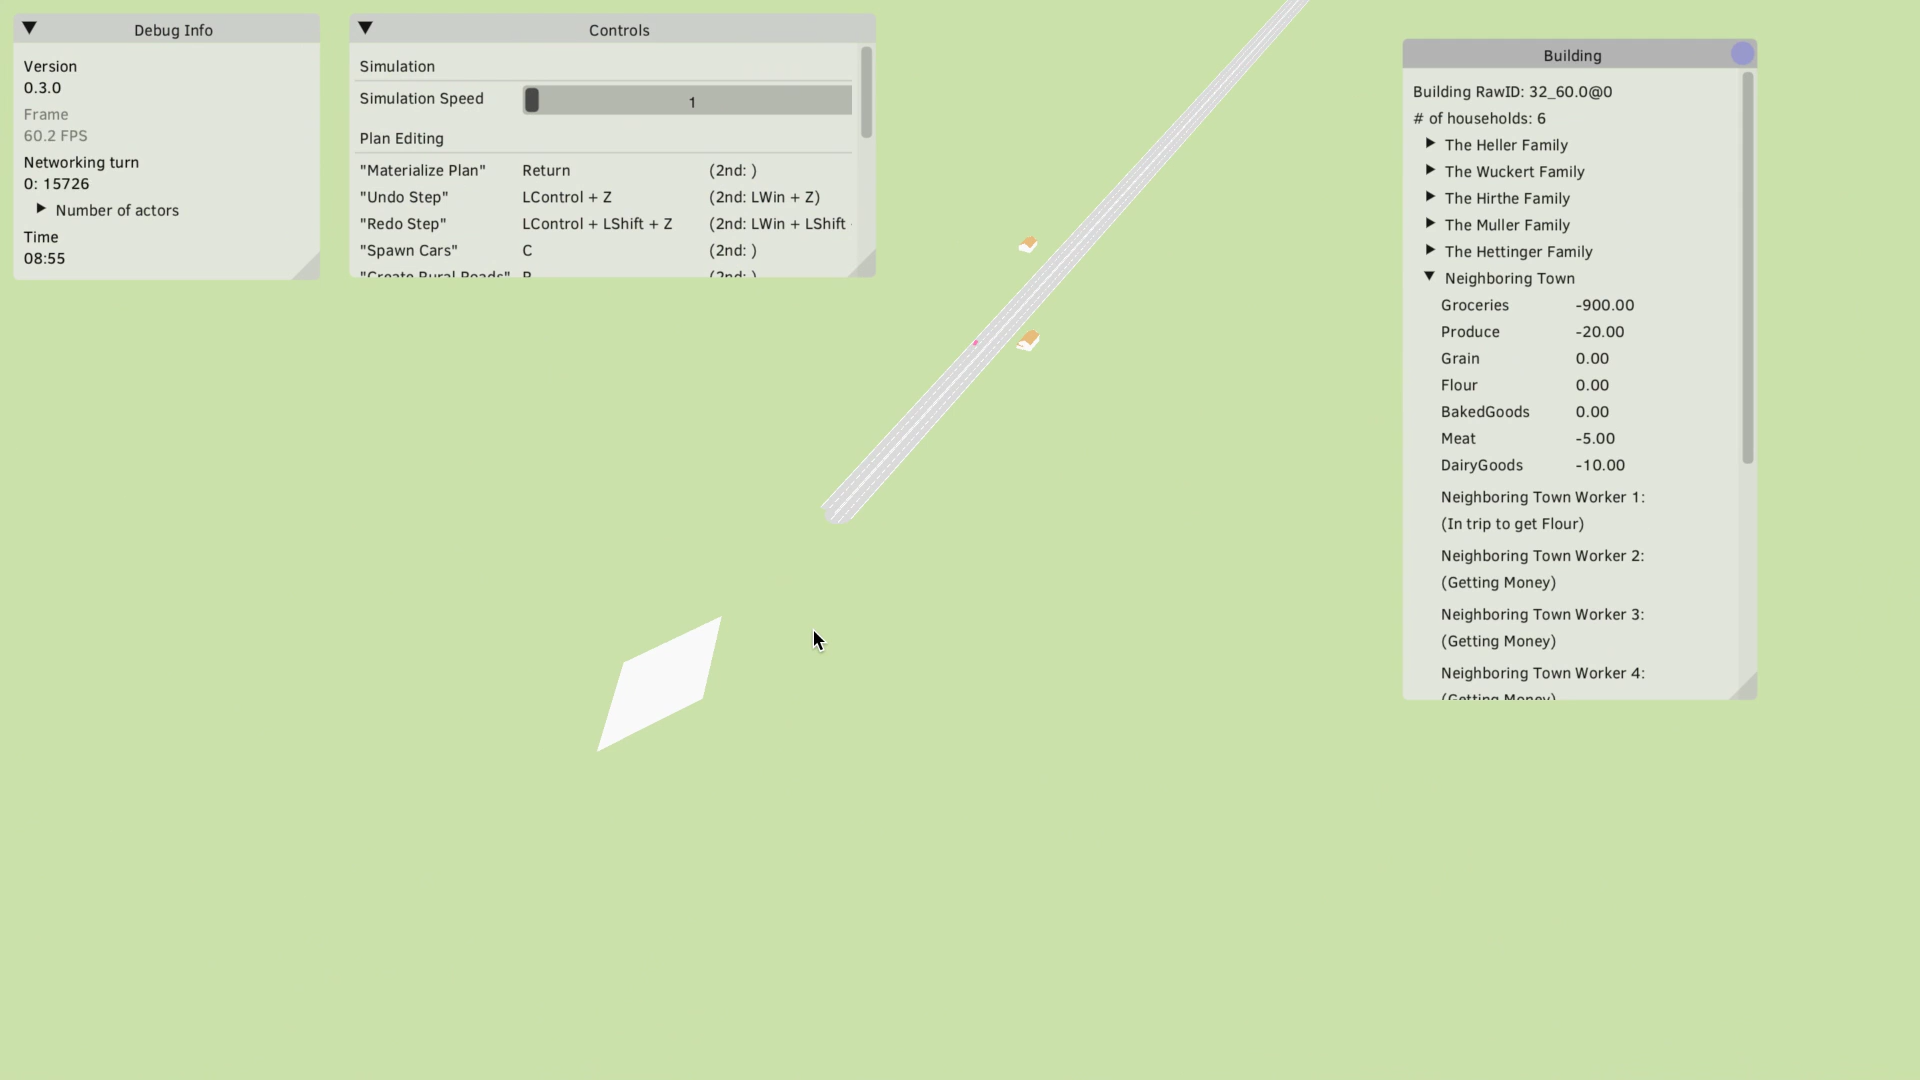 Debug Info
Version
0.3.0
Frame
60.2 FPS
Networking turn
0: 15726
Number of actors
Time
08:55
Controls
Simulation
Simulation Speed 1
Plan Editing
"Materialize Plan" Return (2nd: )
"Undo Step" LControl + Z (2nd: LWin + Z)
"Redo Step" LControl + LShift + Z (2nd: LWin + LShift
"Spawn Cars" C (2nd: )
"Create Rural Roads" (2nd: )
Building
Building RawID: 32_60.0@0
# of households: 6
The Heller Family
The Wuckert Family
The Hirthe Family
The Muller Family
The Hettinger Family
Neighboring Town
Groceries -900.00
Produce -20.00
Grain 0.00
Flour 0.00
BakedGoods 0.00
Meat -5.00
DairyGoods -10.00
Neighboring Town Worker 1:
(In trip to get Flour)
Neighboring Town Worker 2:
(Getting Money)
Neighboring Town Worker 3:
(Getting Money)
Neighboring Town Worker 4:
(Getting Money)